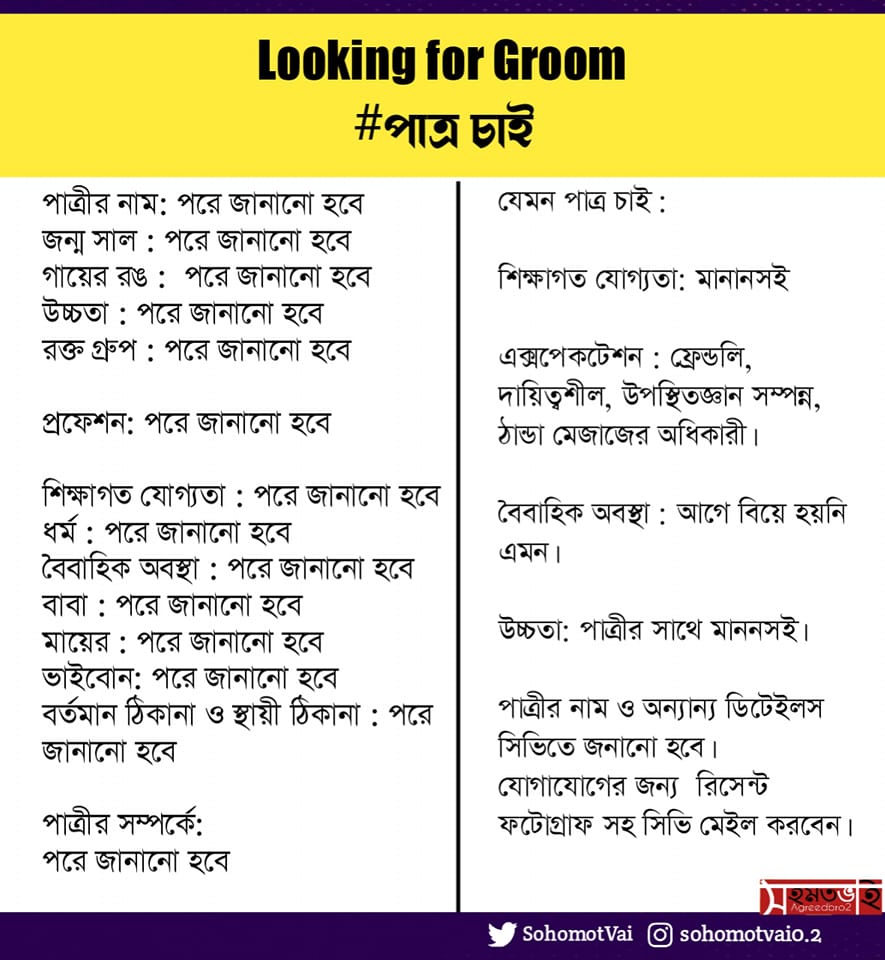 Looking for Groom
#পাত্র চাই
পাত্রীর নাম: পরে জানানো হবে
জন্ম সাল : পরে জানানো হবে
গায়ের রঙ : পরে জানানো হবে
উচ্চতা : পরে জানানো হবে
রক্ত গ্রুপ : পরে জানানো হবে
প্রফেশন: পরে জানানো হবে
শিক্ষাগত যোগ্যতা : পরে জানানো হবে
ধর্ম : পরে জানানো হবে
বৈবাহিক অবস্থা : পরে জানানো হবে
বাবা : পরে জানানো হবে
মায়ের : পরে জানানো হবে
ভাইবোন: পরে জানানো হবে
বর্তমান ঠিকানা ও স্থায়ী ঠিকানা : পরে
জানানো হবে
পাত্রীর সম্পর্কে:
পরে জানানো হবে
যেমন পাত্র চাই :
শিক্ষাগত যোগ্যতা: মানানসই
এক্সপেকটেশন : ফ্রেন্ডলি,
দায়িত্বশীল, উপস্থিতজ্ঞান সম্পন্ন,
ঠান্ডা মেজাজের অধিকারী।
বৈবাহিক অবস্থা : আগে বিয়ে হয়নি
এমন।
উচ্চতা: পাত্রীর সাথে মাননসই।
পাত্রীর নাম ও অন্যান্য ডিটেইলস
সিভিতে জনানো হবে।
যোগাযোগের জন্য রিসেন্ট
ফটোগ্রাফ সহ সিভি মেইল করবেন।
সহমতভাই
Agreedbro2
SohomotVai sohomotvaio.2